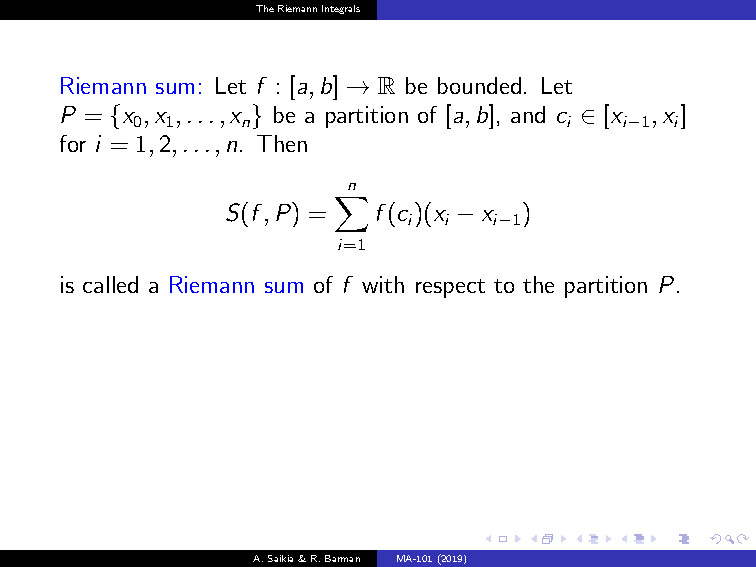 The Riemann Integrals
Riemann sum: Let f : [a, b] → ℝ be bounded. Let
P = {x₀, x₁, . . . , xₙ} be a partition of [a, b], and cᵢ ∈ [xᵢ₋₁, xᵢ]
for i = 1, 2, . . . , n. Then
S(f, P) = ∑ᵢ₌₁ⁿ f(cᵢ)(xᵢ − xᵢ₋₁)
is called a Riemann sum of f with respect to the partition P.
A. Saikia & R. Barman MA-101 (2019)